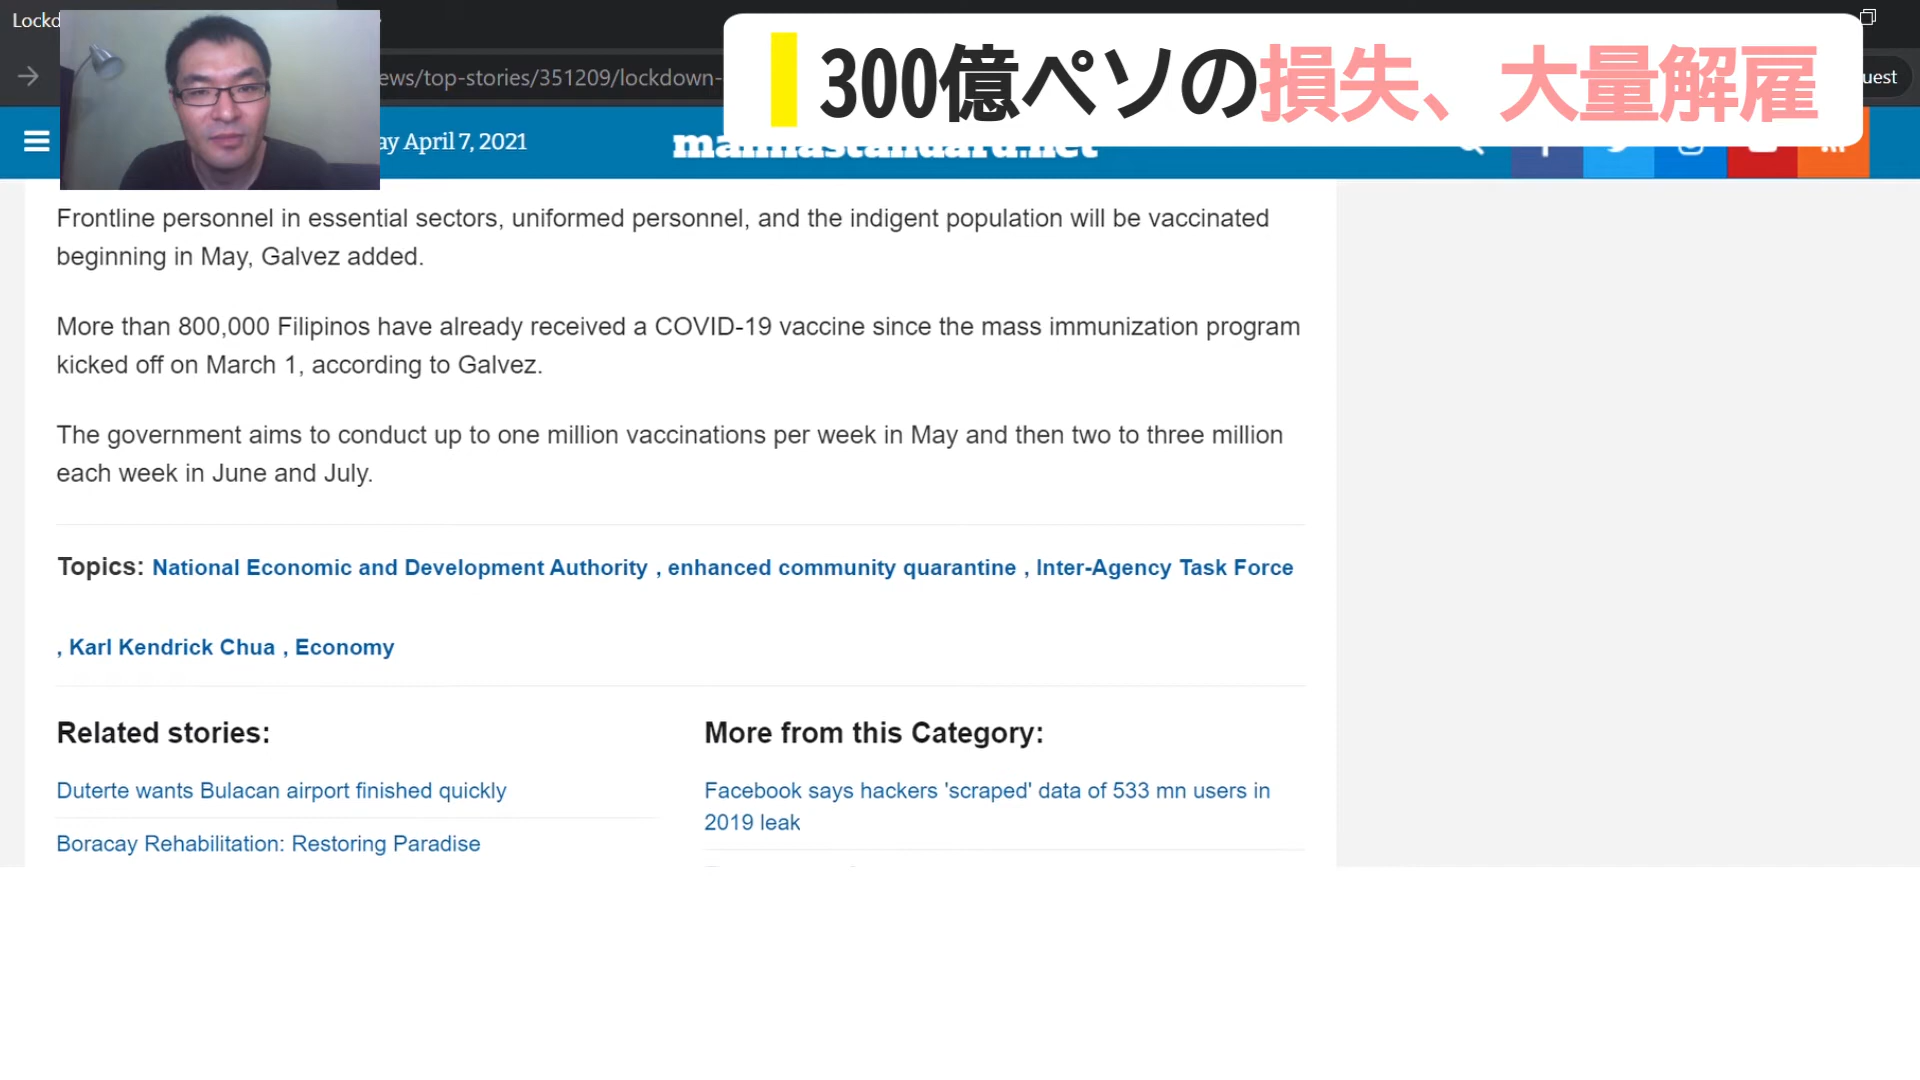 300億ペソの損失、大量解雇
ews/top-stories/351209/lockdown-
ay April 7, 2021
manilastandard.net
Frontline personnel in essential sectors, uniformed personnel, and the indigent population will be vaccinated
beginning in May, Galvez added.
More than 800,000 Filipinos have already received a COVID-19 vaccine since the mass immunization program
kicked off on March 1, according to Galvez.
The government aims to conduct up to one million vaccinations per week in May and then two to three million
each week in June and July.
Topics: National Economic and Development Authority , enhanced community quarantine , Inter-Agency Task Force
, Karl Kendrick Chua , Economy
Related stories:
Duterte wants Bulacan airport finished quickly
Boracay Rehabilitation: Restoring Paradise
More from this Category:
Facebook says hackers 'scraped' data of 533 mn users in
2019 leak